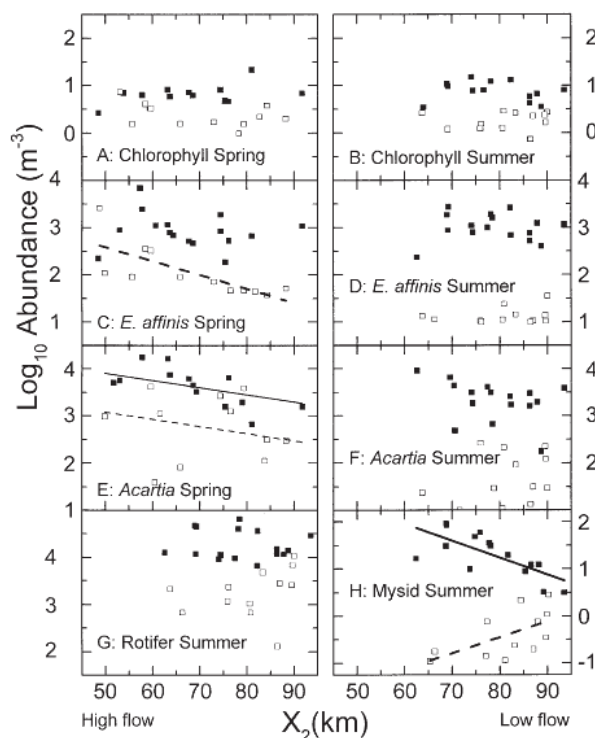 2 2
1 1
0 0
A: Chlorophyll Spring B: Chlorophyll Summer
4 4
3 3
2 2
C: E. affinis Spring D: E. affinis Summer
1 1
4 4
3 3
2 2
E: Acartia Spring F: Acartia Summer
1 2
4 1
3 0
G: Rotifer Summer H: Mysid Summer
2 -1
Log10 Abundance (m-3)
50 60 70 80 90 50 60 70 80 90
High flow X2(km) Low flow